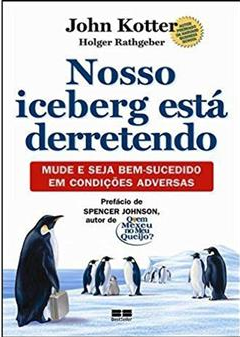 John Kotter
Holger Rathgeber
Nosso
iceberg está
derretendo
MUDE E SEJA BEM-SUCEDIDO
EM CONDIÇÕES ADVERSAS
Prefácio de
SPENCER JOHNSON,
autor de Quem
Mexeu
no Meu
Queijo?
BestSeller